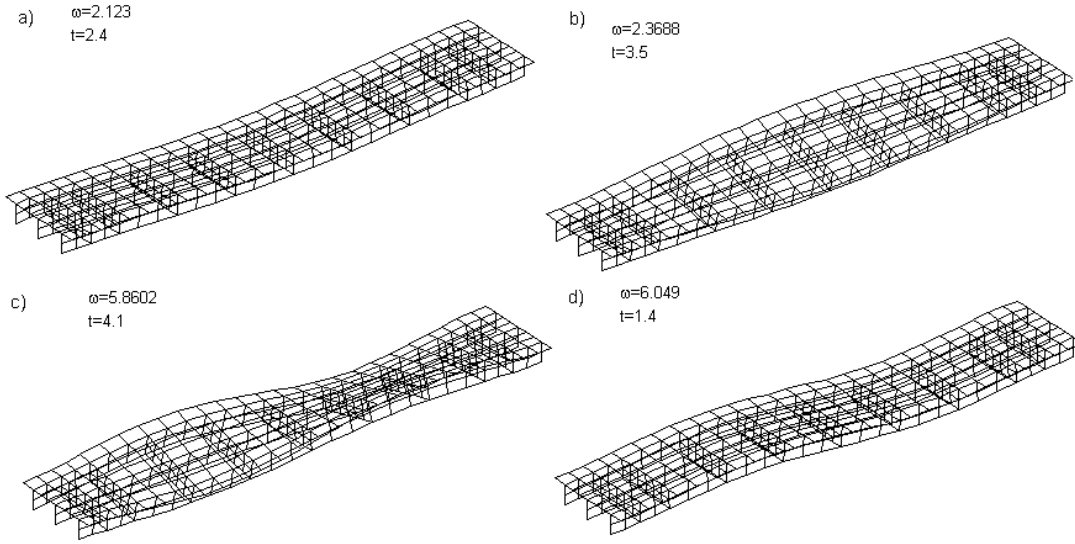 a)
ω=2.123
t=2.4
b)
ω=2.3688
t=3.5
c)
ω=5.8602
t=4.1
d)
ω=6.049
t=1.4